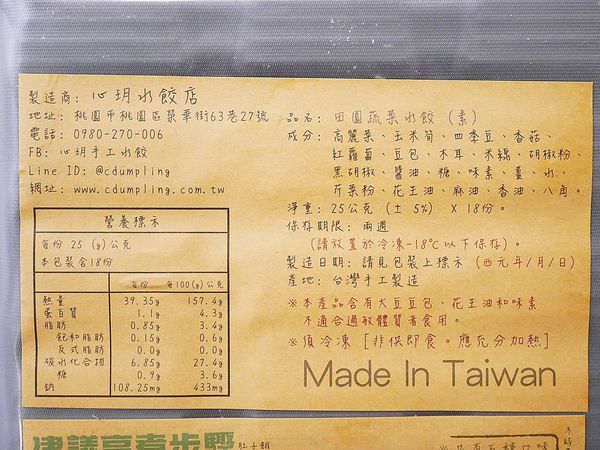 製造商: 心玥水餃店
地址: 桃園市桃園區榮華街63巷27號
電話: 0980-270-006
FB: 心玥手工水餃
Line ID: @cdumpling
網址: www.cdumpling.com.tw
營養標示
每份 25 (g)公克
本包裝含18份
每份 每100(g)公克
熱量 39.35g 157.4g
蛋白質 1.1g 4.3g
脂肪 0.85g 3.4g
飽和脂肪 0.15g 0.6g
反式脂肪 0.0g 0.0g
碳水化合物 6.85g 27.4g
糖 0.9g 3.6g
鈉 108.25mg 433mg
品名: 田園蔬菜水餃 (素)
成分: 高麗菜、玉米筍、四季豆、香菇、
紅蘿蔔、豆包、木耳、米線、胡椒粉、
黑胡椒、醬油、糖、味素、薑、水、
芥菜粉、花王油、麻油、香油、八角。
淨重: 25公克 (± 5%) X 18份。
保存期限: 兩週
(請放置於冷凍-18°C以下保存)。
製造日期: 請見包裝上標示 (西元年/月/日)
產地: 台灣手工製造
※本產品含有大豆豆包、花王油和味素
不適合過敏體質者食用。
※須冷凍 [非供即食。應充分加熱]
Made In Taiwan
建議烹煮步驟